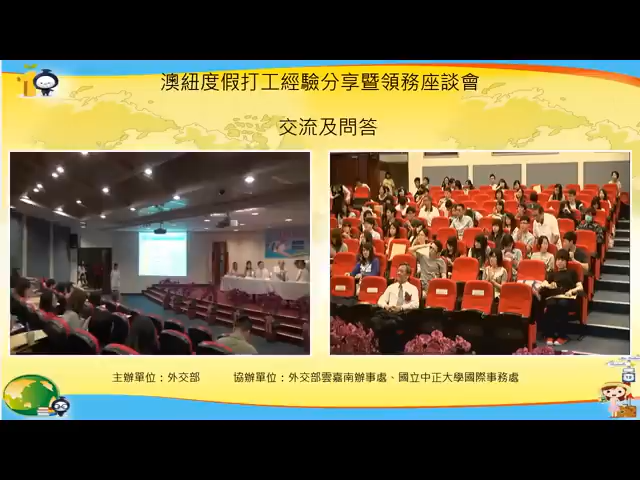 澳紐度假打工經驗分享暨領務座談會
交流及問答
主辦單位：外交部 協辦單位：外交部雲嘉南辦事處、國立中正大學國際事務處